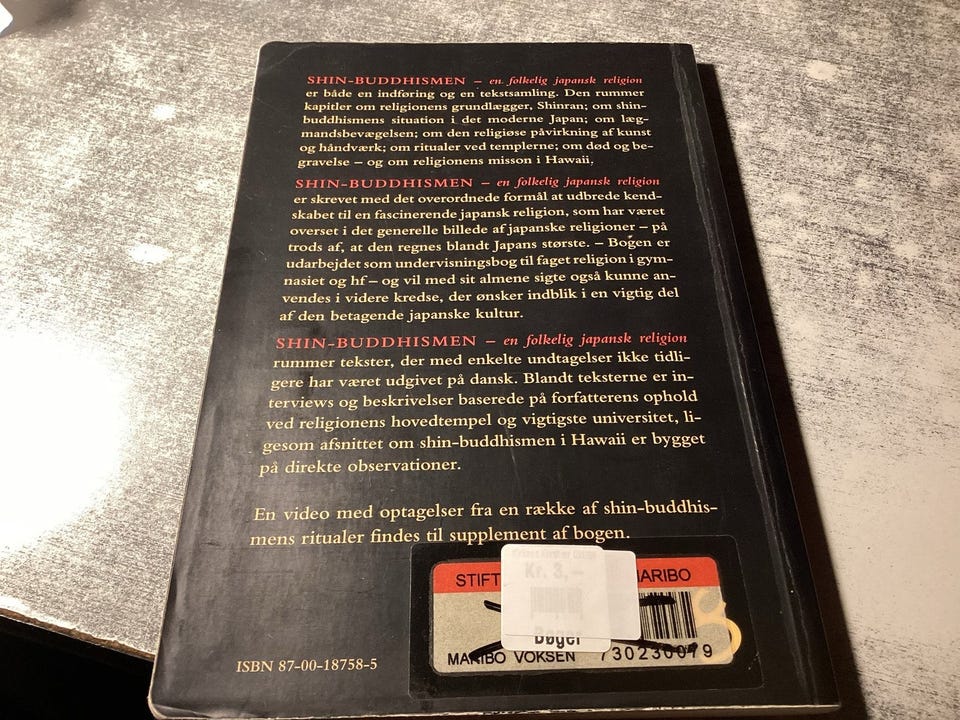 SHIN-BUDDHISMEN – en folkelig japansk religion
er både en indføring og en tekstsamling. Den rummer
kapitler om religionens grundlægger, Shinran; om shin-
buddhismens situation i det moderne Japan; om læg-
mandsbevægelsen; om den religiøse påvirkning af kunst
og håndværk; om ritualer ved templerne; om død og be-
gravelse – og om religionens misson i Hawaii.
SHIN-BUDDHISMEN – en folkelig japansk religion
er skrevet med det overordnede formål at udbrede kend-
skabet til en fascinerende japansk religion, som har været
overset i det generelle billede af japanske religioner – på
trods af, at den regnes blandt Japans største. – Bogen er
udarbejdet som undervisningsbog til faget religion i gym-
nasiet og hf – og vil med sit almene sigte også kunne an-
vendes i videre kredse, der ønsker indblik i en vigtig del
af den betagende japanske kultur.
SHIN-BUDDHISMEN – en folkelig japansk religion
rummer tekster, der med enkelte undtagelser ikke tidli-
gere har været udgivet på dansk. Blandt teksterne er in-
terviews og beskrivelser baserede på forfatterens ophold
ved religionens hovedtempel og vigtigste universitet, li-
gesom afsnittet om shin-buddhismen i Hawaii er bygget
på direkte observationer.
En video med optagelser fra en række af shin-buddhis-
mens ritualer findes til supplement af bogen.
Kr. 3,–
STIFT MARIBO
Bøger
MARIBO VOKSEN 730230079
ISBN 87-00-18758-5